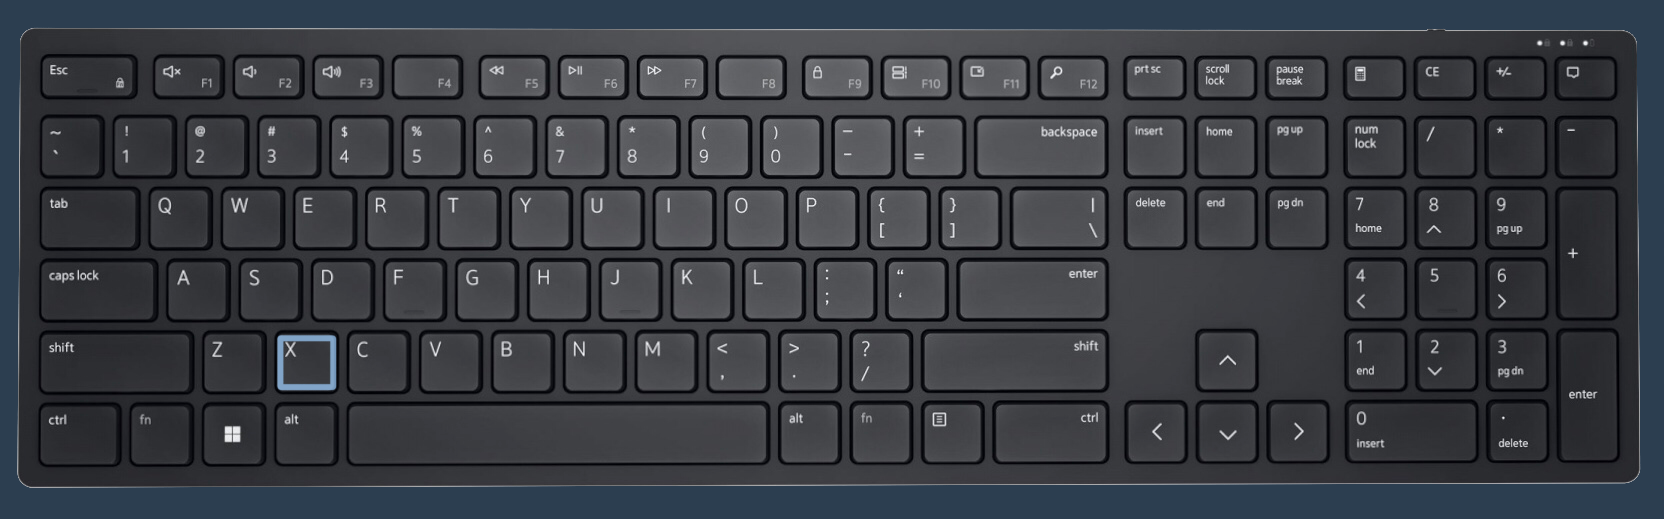 Esc F1 F2 F3 F4 F5 F6 F7 F8 F9 F10 F11 F12 prt sc scroll lock pause break CE +/-
~ ` ! 1 @ 2 # 3 $ 4 % 5 ^ 6 & 7 * 8 ( 9 ) 0 – - + = backspace insert home pg up num lock / * –
tab Q W E R T Y U I O P { [ } ] | \ delete end pg dn 7 home 8 9 pg up +
caps lock A S D F G H J K L : ; “ ‘ enter 4 5 6
shift Z X C V B N M < , > . ? / shift 1 end 2 3 pg dn enter
ctrl fn alt alt fn ctrl 0 insert . delete